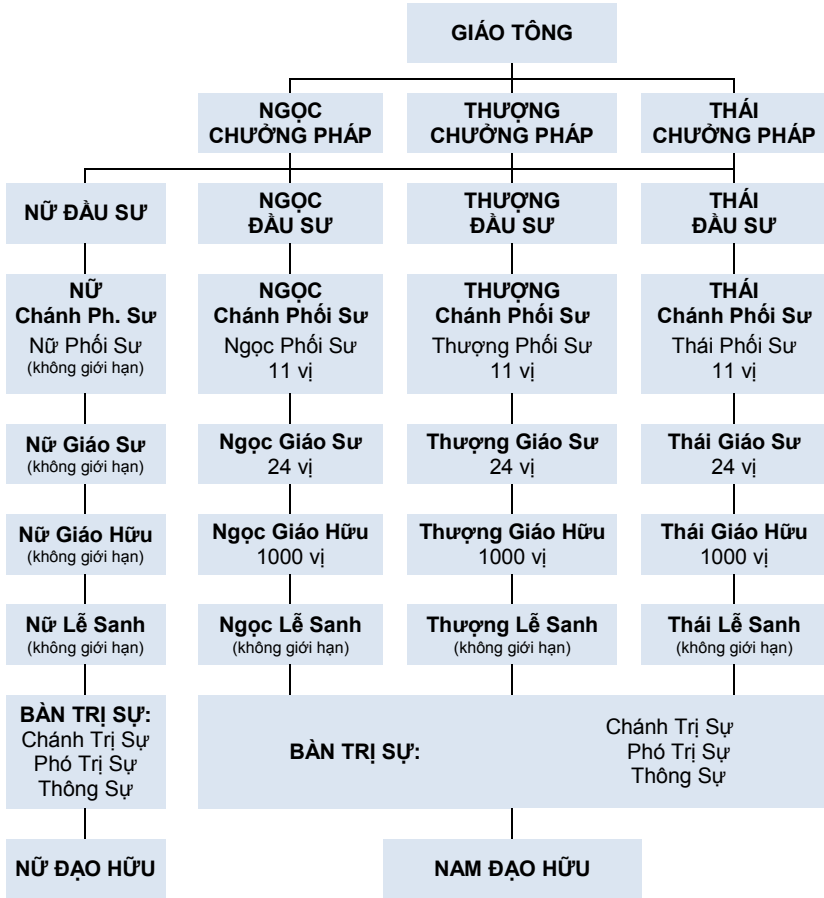 GIÁO TÔNG
NGỌC
CHƯỞNG PHÁP
THƯỢNG
CHƯỞNG PHÁP
THÁI
CHƯỞNG PHÁP
NỮ ĐẦU SƯ
NGỌC
ĐẦU SƯ
THƯỢNG
ĐẦU SƯ
THÁI
ĐẦU SƯ
NỮ
Chánh Ph. Sư
Nữ Phối Sư
(không giới hạn)
NGỌC
Chánh Phối Sư
Ngọc Phối Sư
11 vị
THƯỢNG
Chánh Phối Sư
Thượng Phối Sư
11 vị
THÁI
Chánh Phối Sư
Thái Phối Sư
11 vị
Nữ Giáo Sư
(không giới hạn)
Ngọc Giáo Sư
24 vị
Thượng Giáo Sư
24 vị
Thái Giáo Sư
24 vị
Nữ Giáo Hữu
(không giới hạn)
Ngọc Giáo Hữu
1000 vị
Thượng Giáo Hữu
1000 vị
Thái Giáo Hữu
1000 vị
Nữ Lễ Sanh
(không giới hạn)
Ngọc Lễ Sanh
(không giới hạn)
Thượng Lễ Sanh
(không giới hạn)
Thái Lễ Sanh
(không giới hạn)
BÀN TRỊ SỰ:
Chánh Trị Sự
Phó Trị Sự
Thông Sự
BÀN TRỊ SỰ:
Chánh Trị Sự
Phó Trị Sự
Thông Sự
NỮ ĐẠO HỮU
NAM ĐẠO HỮU